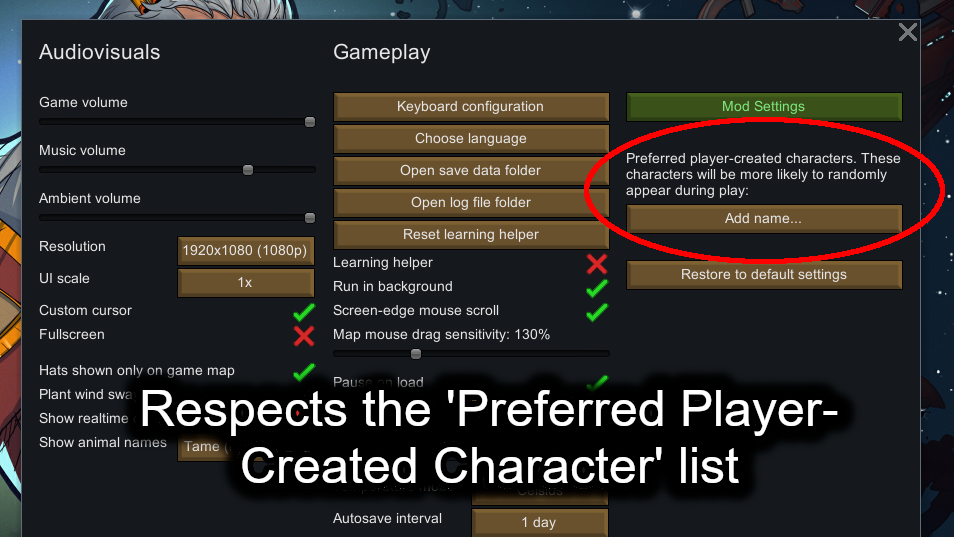 Audiovisuals
Game volume
Music volume
Ambient volume
Resolution
1920x1080 (1080p)
UI scale
1x
Custom cursor
Fullscreen
Hats shown only on game map
Plant wind
Show realtime
Show animal names
Tame
Gameplay
Keyboard configuration
Choose language
Open save data folder
Open log file folder
Reset learning helper
Learning helper
Run in background
Screen-edge mouse scroll
Map mouse drag sensitivity: 130%
Pause on load
Celsius
Autosave interval
1 day
Mod Settings
Preferred player-created characters. These
characters will be more likely to randomly
appear during play:
Add name...
Restore to default settings
Respects the 'Preferred Player-
Created Character' list